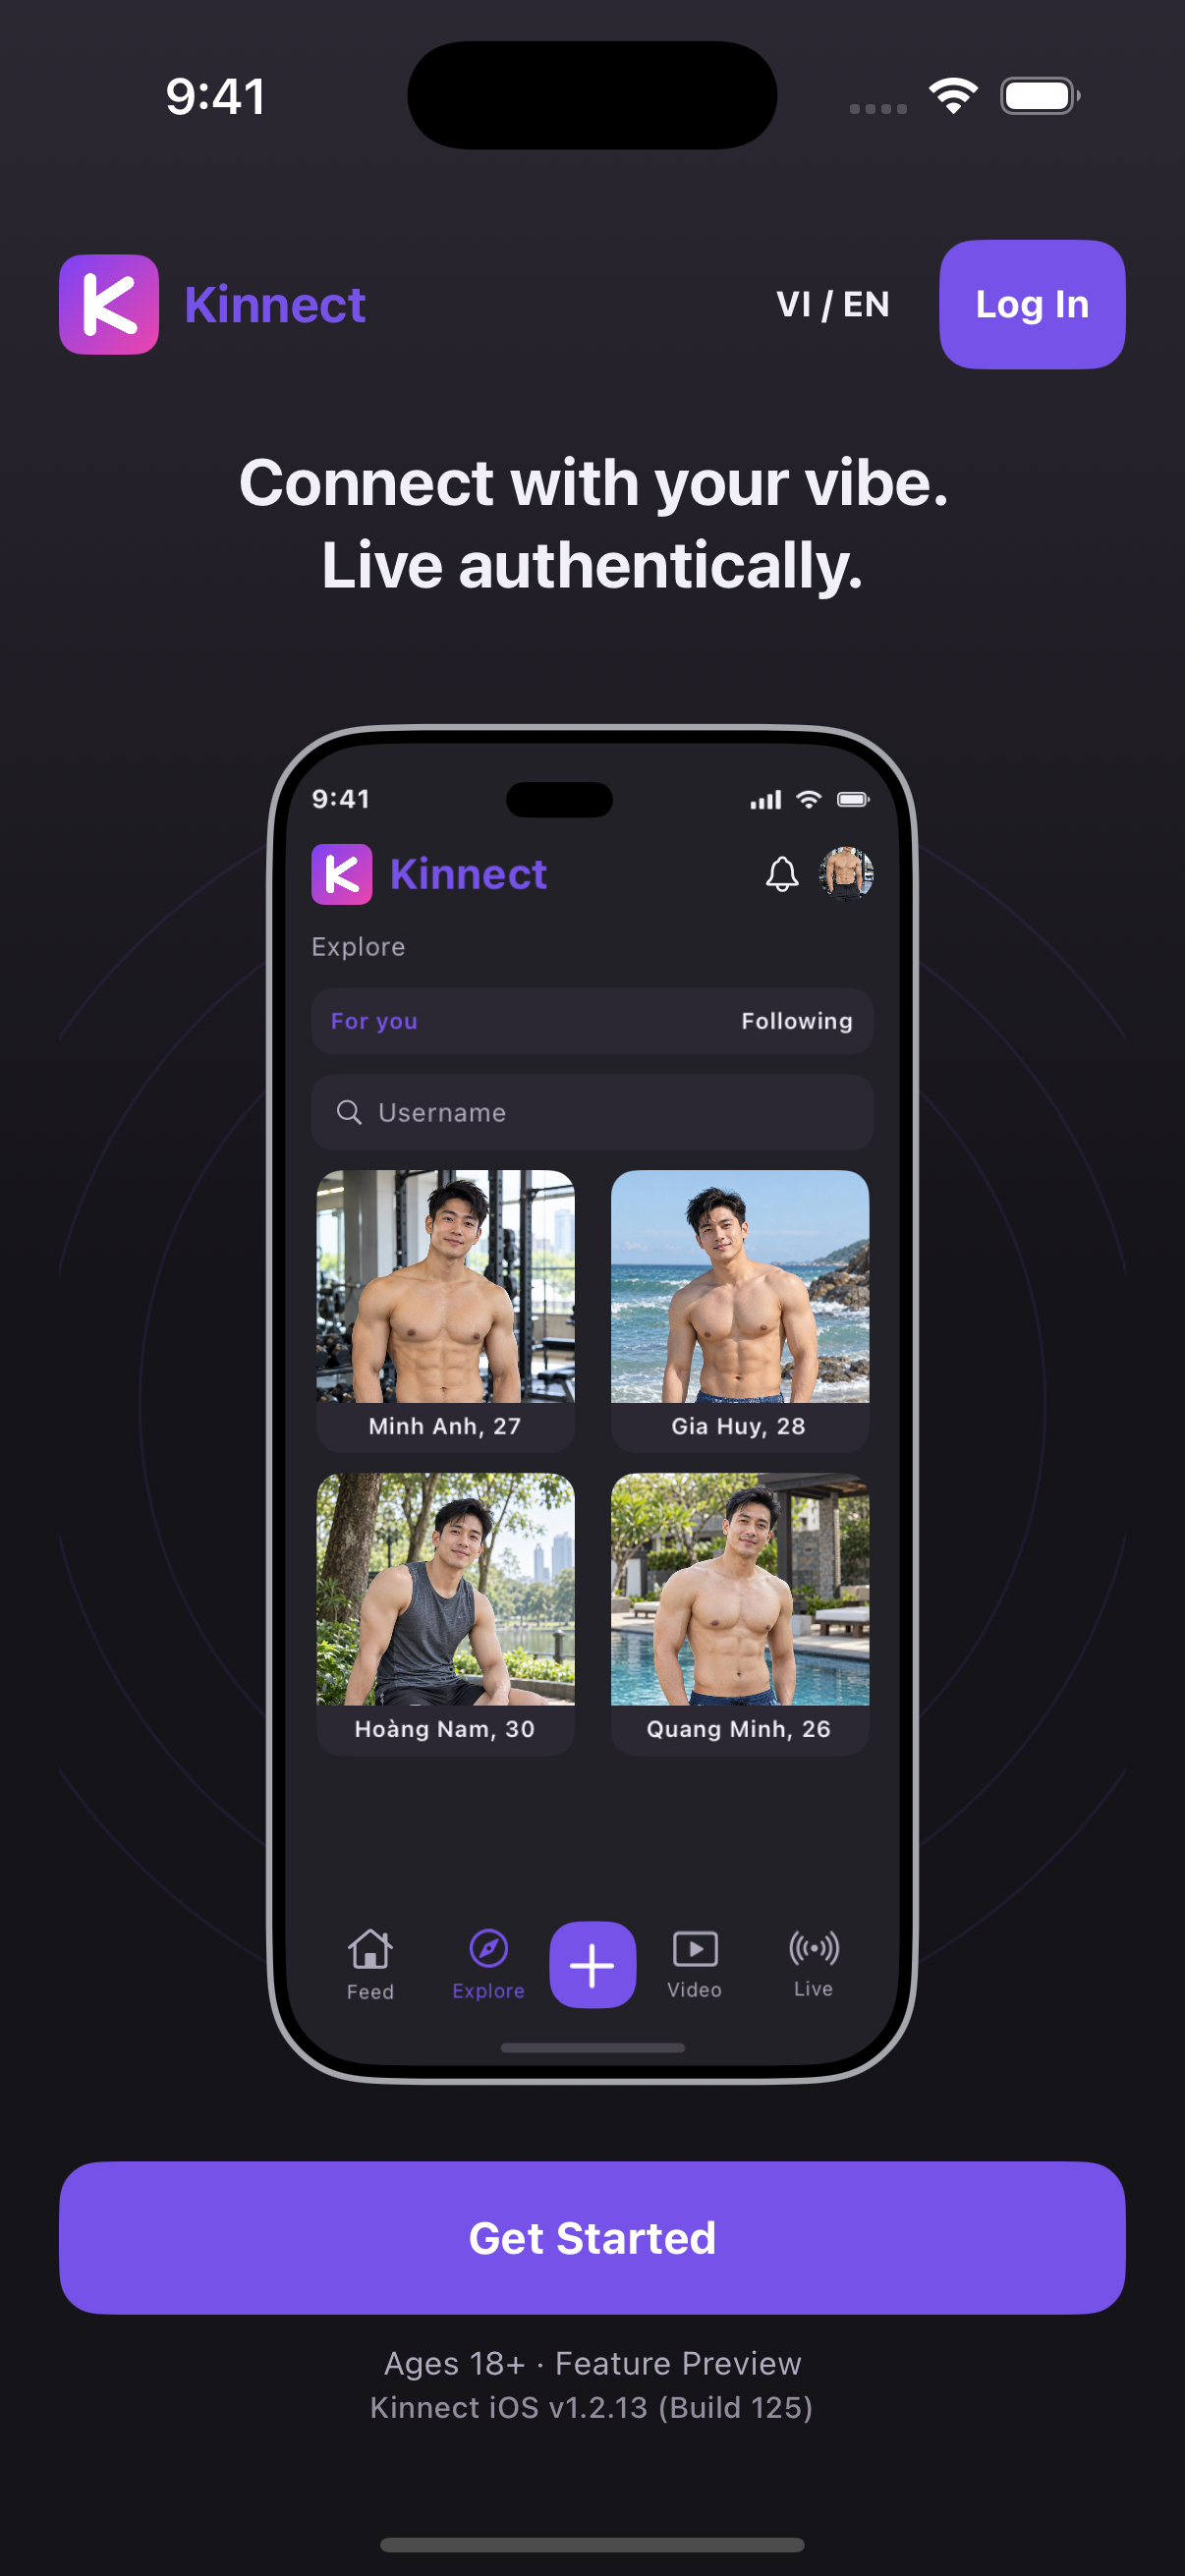 9:41
Kinnect
VI / EN
Log In
Connect with your vibe.
Live authentically.
9:41
Kinnect
Explore
For you
Following
Username
Minh Anh, 27
Gia Huy, 28
Hoàng Nam, 30
Quang Minh, 26
Feed
Explore
Video
Live
Get Started
Ages 18+ · Feature Preview
Kinnect iOS v1.2.13 (Build 125)